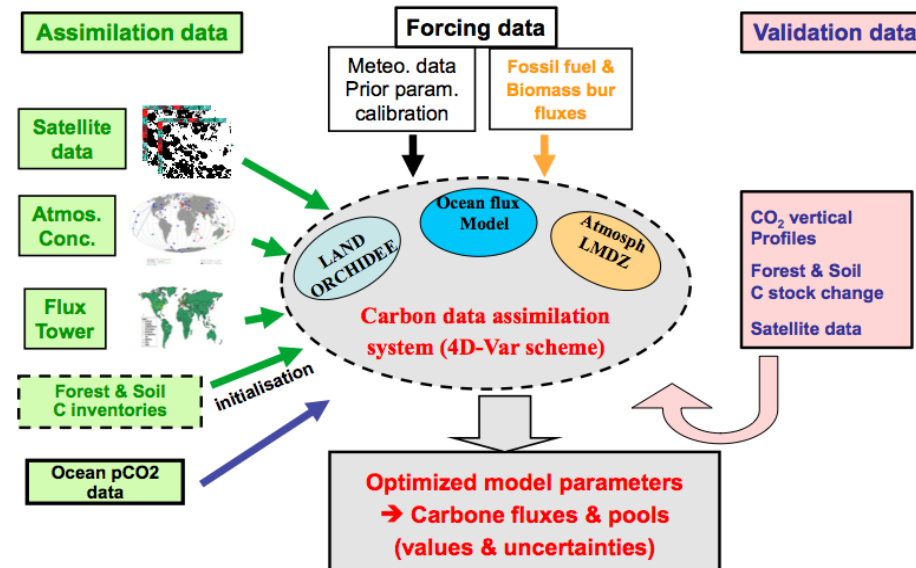 Assimilation data
Forcing data
Validation data
Meteo. data
Prior param.
calibration
Fossil fuel &
Biomass bur
fluxes
Satellite
data
Atmos.
Conc.
Flux
Tower
Forest & Soil
C inventories
Ocean pCO2
data
initialisation
LAND
ORCHIDEE
Ocean flux
Model
Atmosph
LMDZ
Carbon data assimilation
system (4D-Var scheme)
CO₂ vertical
Profiles
Forest & Soil
C stock change
Satellite data
Optimized model parameters
➔ Carbone fluxes & pools
(values & uncertainties)